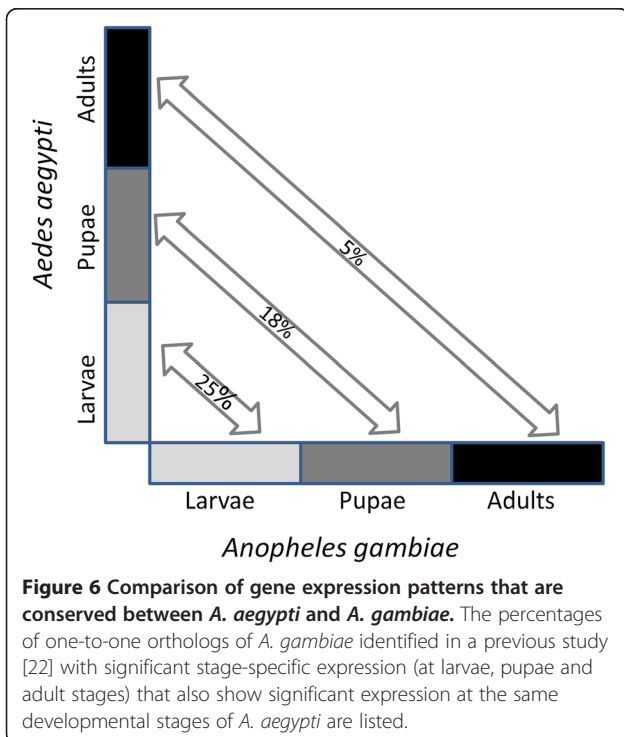 Adults
Pupae
Larvae
Aedes aegypti
5%
18%
25%
Larvae Pupae Adults
Anopheles gambiae
Figure 6 Comparison of gene expression patterns that are
conserved between A. aegypti and A. gambiae. The percentages
of one-to-one orthologs of A. gambiae identified in a previous study
[22] with significant stage-specific expression (at larvae, pupae and
adult stages) that also show significant expression at the same
developmental stages of A. aegypti are listed.